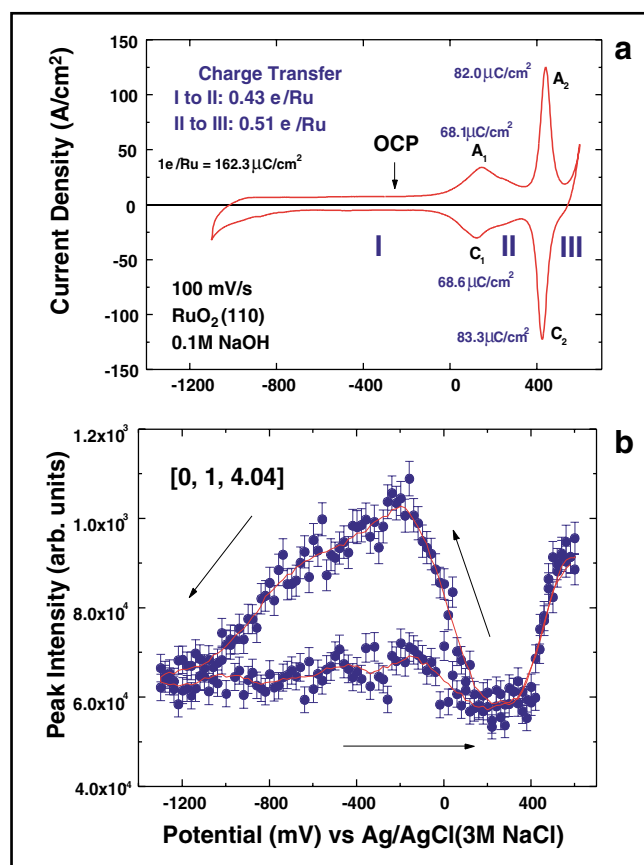 a
Current Density (A/cm²)
150
100
50
0
-50
-100
-150
Charge Transfer
I to II: 0.43 e/Ru
II to III: 0.51 e/Ru
1e/Ru = 162.3μC/cm²
OCP
68.1μC/cm²
A₁
82.0μC/cm²
A₂
I
II
III
C₁
68.6μC/cm²
83.3μC/cm²
C₂
100 mV/s
RuO₂(110)
0.1M NaOH
-1200
-800
-400
0
400
b
Peak Intensity (arb. units)
1.2x10³
1.0x10³
8.0x10⁴
6.0x10⁴
4.0x10⁴
[0, 1, 4.04]
-1200
-800
-400
0
400
Potential (mV) vs Ag/AgCl(3M NaCl)